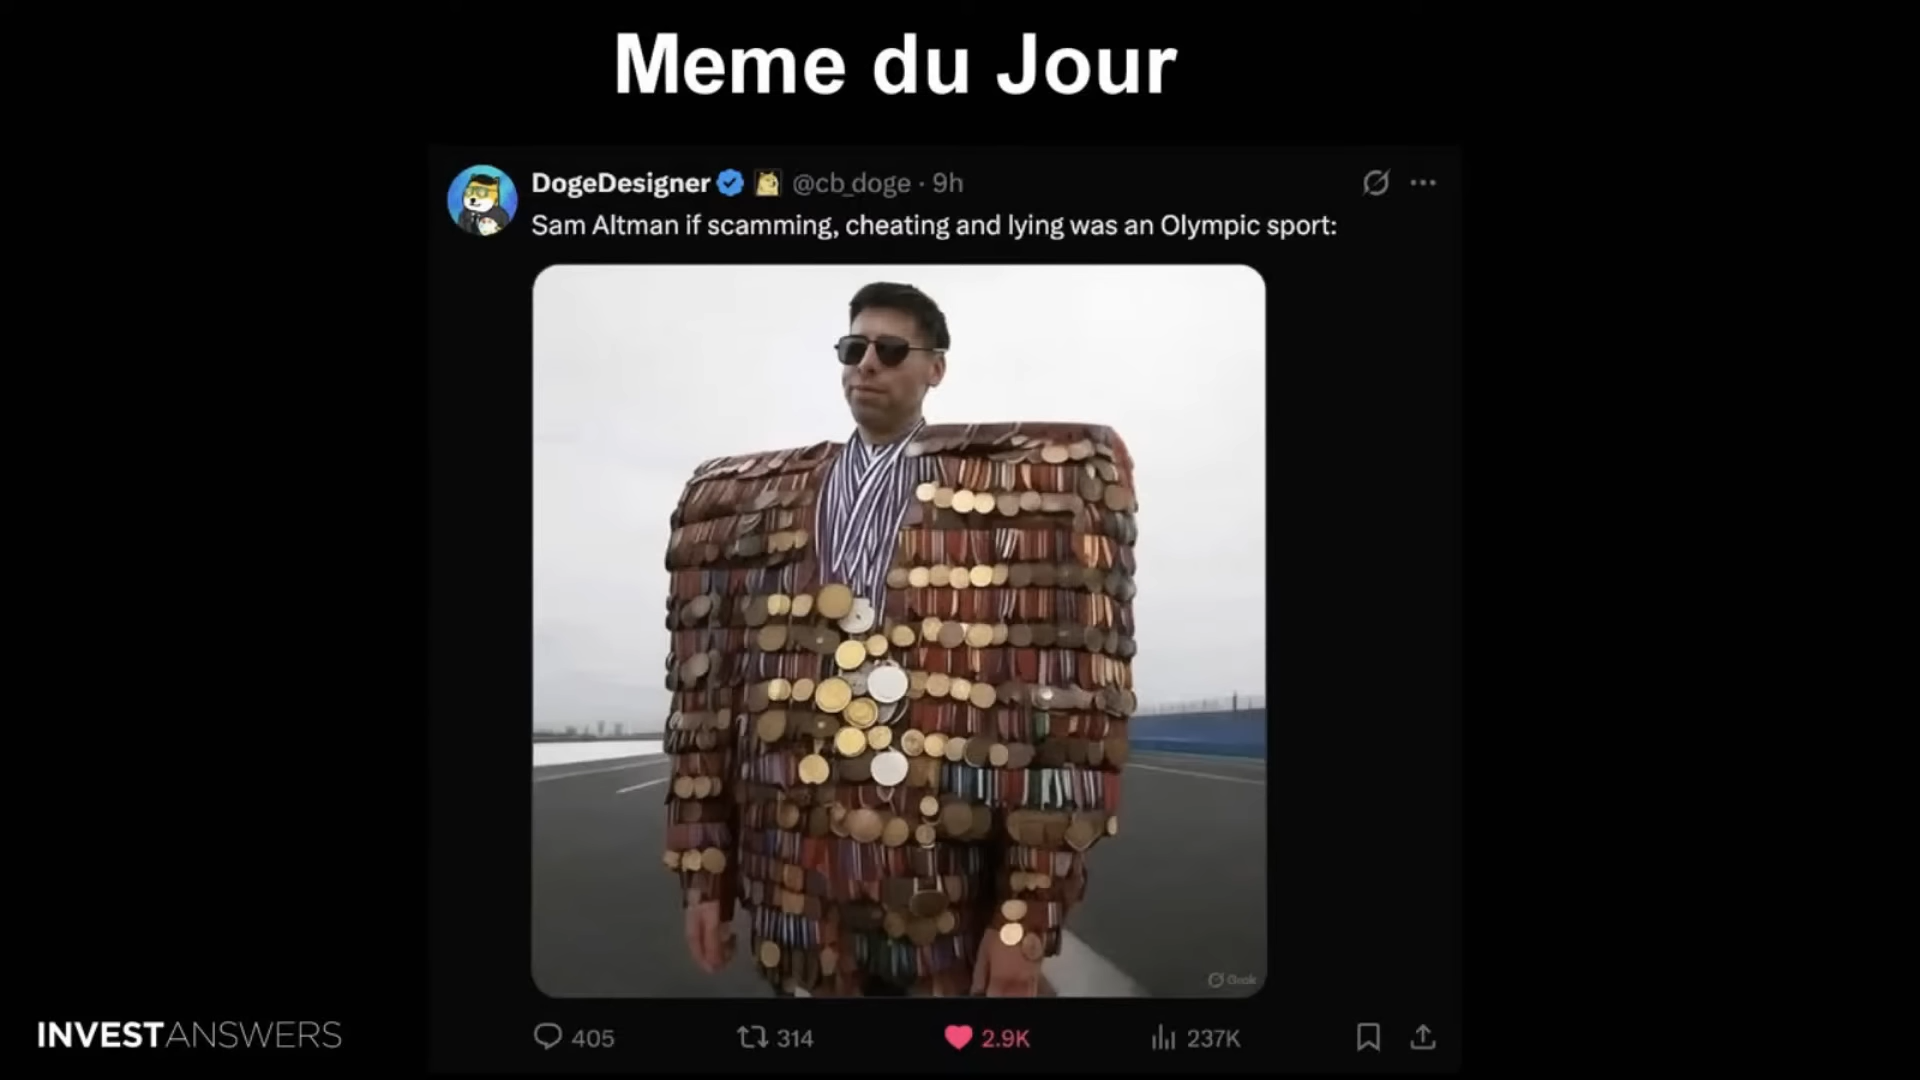 Meme du Jour
DogeDesigner @cb_doge · 9h
Sam Altman if scamming, cheating and lying was an Olympic sport:
Grok
405 314 2.9K 237K
INVESTANSWERS